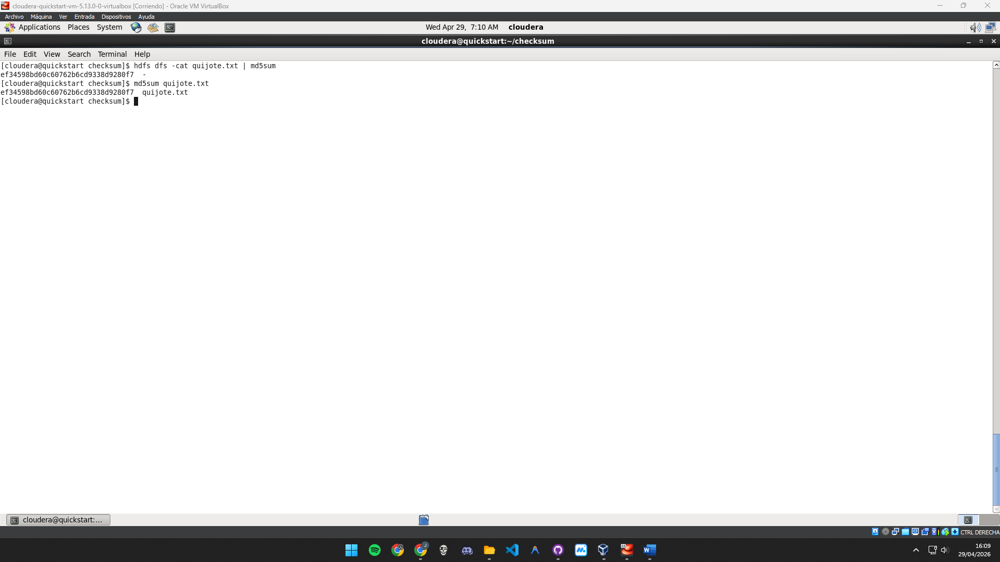 cloudera-quickstart-vm-5.13.0-0-virtualbox [Corriendo] - Oracle VM VirtualBox
Archivo Máquina Ver Entrada Dispositivos Ayuda
Applications Places System Wed Apr 29, 7:10 AM cloudera
cloudera@quickstart:~/checksum
File Edit View Search Terminal Help
[cloudera@quickstart checksum]$ hdfs dfs -cat quijote.txt | md5sum
ef34598bd60c60762b6cd9338d9280f7  -
[cloudera@quickstart checksum]$ md5sum quijote.txt
ef34598bd60c60762b6cd9338d9280f7  quijote.txt
[cloudera@quickstart checksum]$
cloudera@quickstart:...
CTRL DERECHA
16:09
29/04/2026